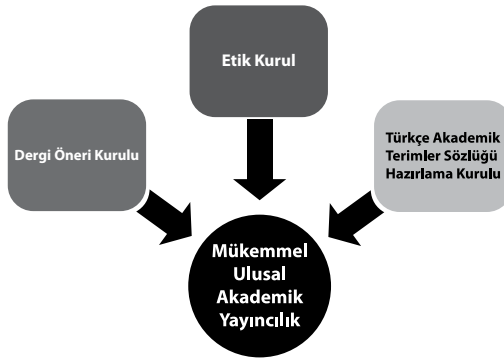 Etik Kurul
Dergi Öneri Kurulu
Türkçe Akademik
Terimler Sözlüğü
Hazırlama Kurulu
Mükemmel
Ulusal
Akademik
Yayıncılık